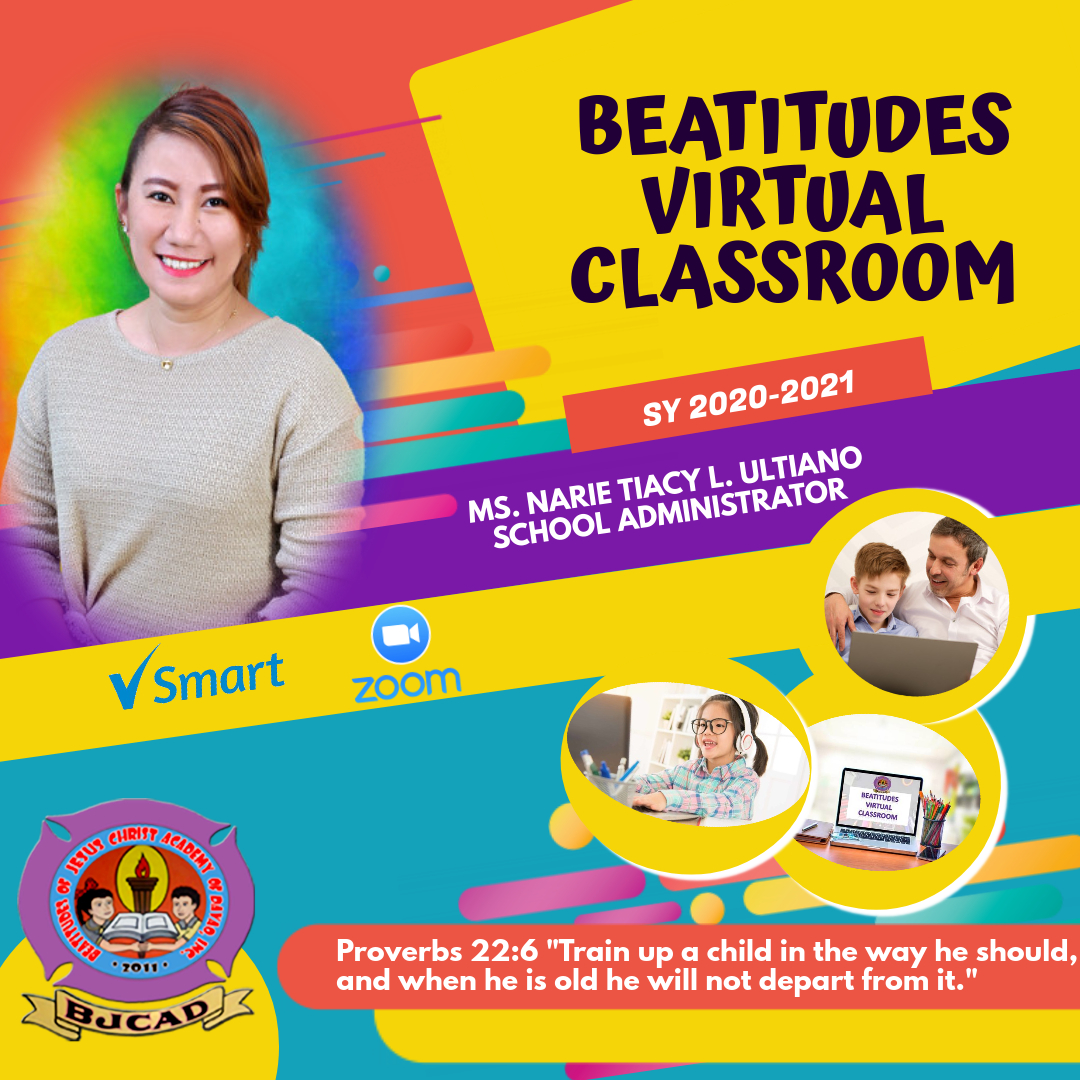 BEATITUDES
VIRTUAL
CLASSROOM
SY 2020-2021
MS. NARIE TIACY L. ULTIANO
SCHOOL ADMINISTRATOR
Smart
zoom
BEATITUDES
VIRTUAL
CLASSROOM
BEATITUDES OF JESUS CHRIST ACADEMY OF DAVAO, INC.
• 2011 •
BJCAD
Proverbs 22:6 "Train up a child in the way he should,
and when he is old he will not depart from it."